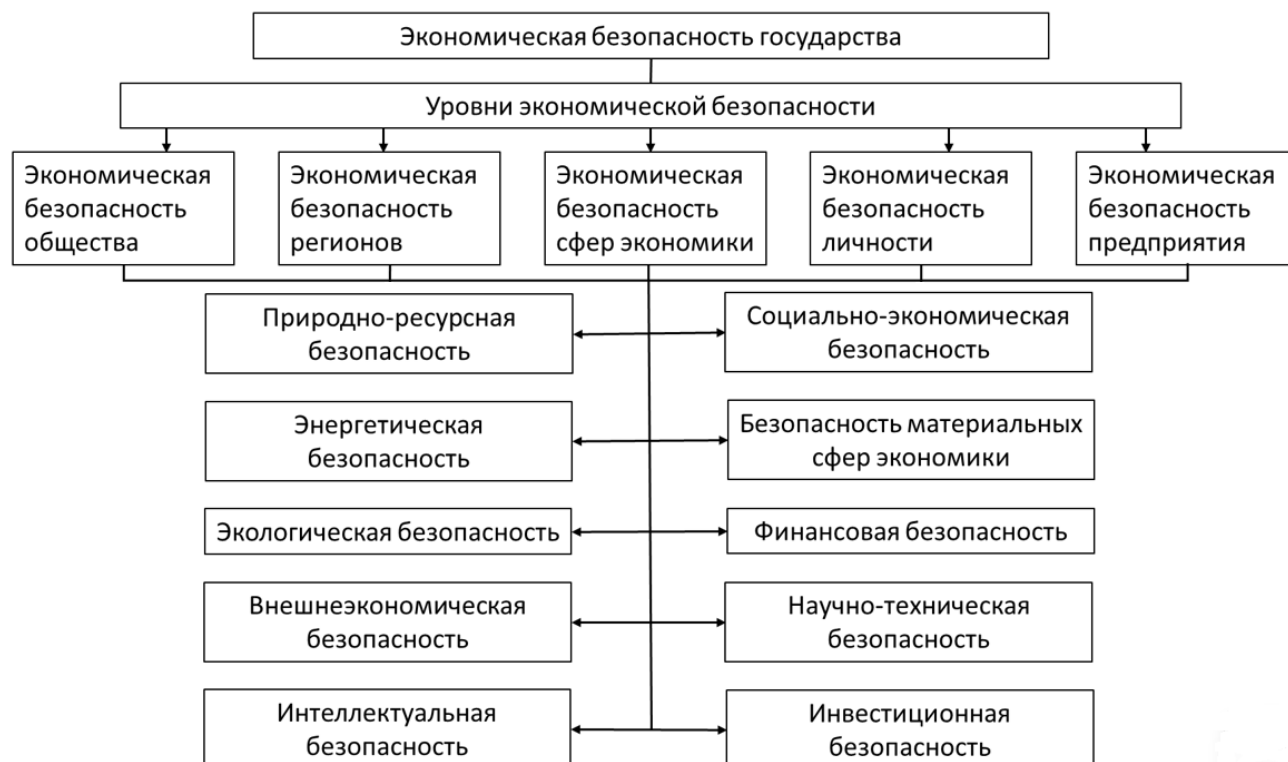 Экономическая безопасность государства
Уровни экономической безопасности
Экономическая
безопасность
общества
Экономическая
безопасность
регионов
Экономическая
безопасность
сфер экономики
Экономическая
безопасность
личности
Экономическая
безопасность
предприятия
Природно-ресурсная
безопасность
Социально-экономическая
безопасность
Энергетическая
безопасность
Безопасность материальных
сфер экономики
Экологическая безопасность
Финансовая безопасность
Внешнеэкономическая
безопасность
Научно-техническая
безопасность
Интеллектуальная
безопасность
Инвестиционная
безопасность